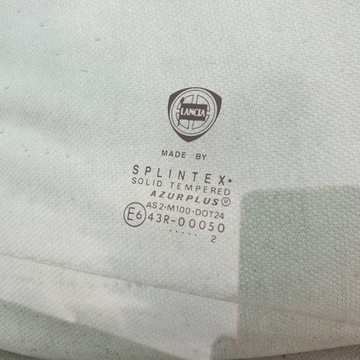 LANCIA
MADE BY
SPLINTEX•
SOLID TEMPERED
AZURPLUS®
AS2•M100•DOT24
E6 43R-00050
..... 2